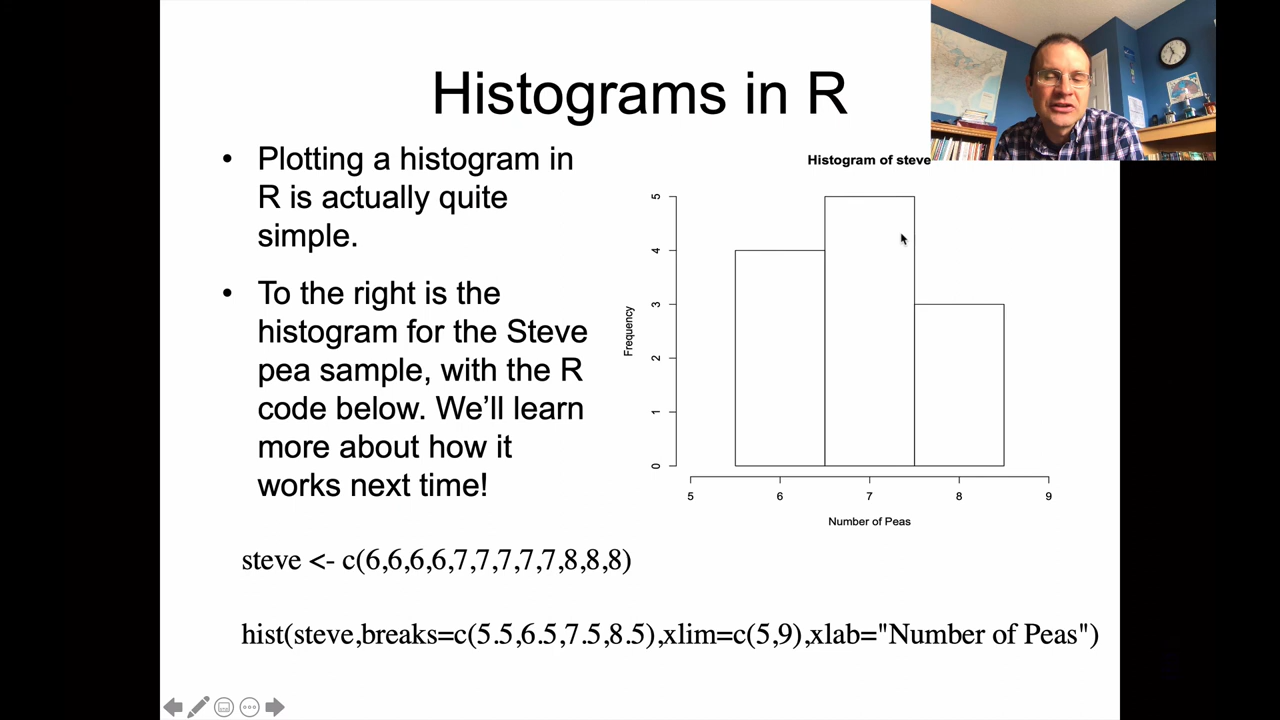 Histograms in R
• Plotting a histogram in
R is actually quite
simple.
• To the right is the
histogram for the Steve
pea sample, with the R
code below. We’ll learn
more about how it
works next time!
Histogram of steve
Frequency
5
4
3
2
1
0
5 6 7 8 9
Number of Peas
steve <- c(6,6,6,6,7,7,7,7,7,8,8,8)
hist(steve,breaks=c(5.5,6.5,7.5,8.5),xlim=c(5,9),xlab="Number of Peas")